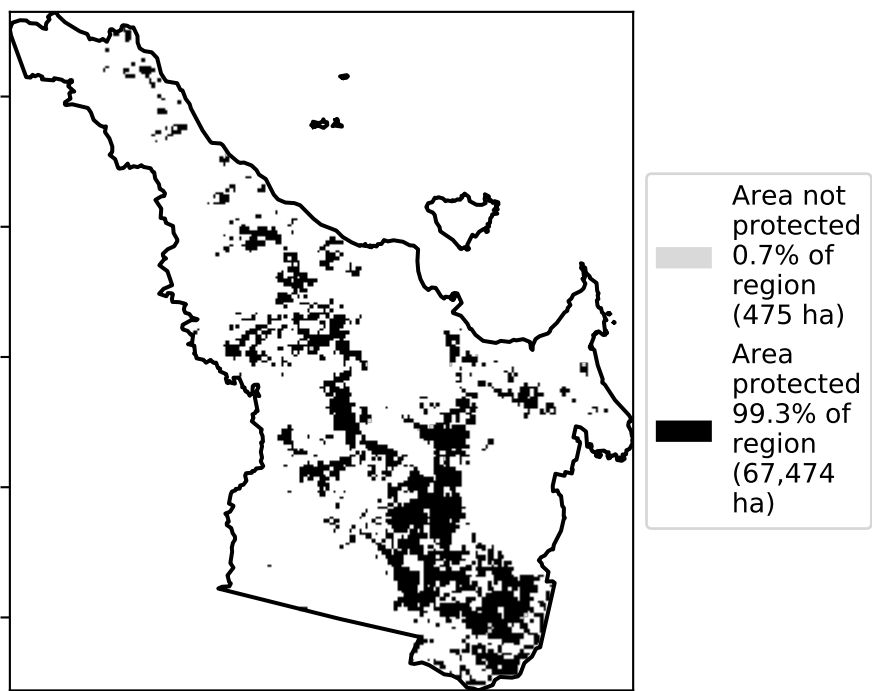 Area not
protected
0.7% of
region
(475 ha)
Area
protected
99.3% of
region
(67,474
ha)